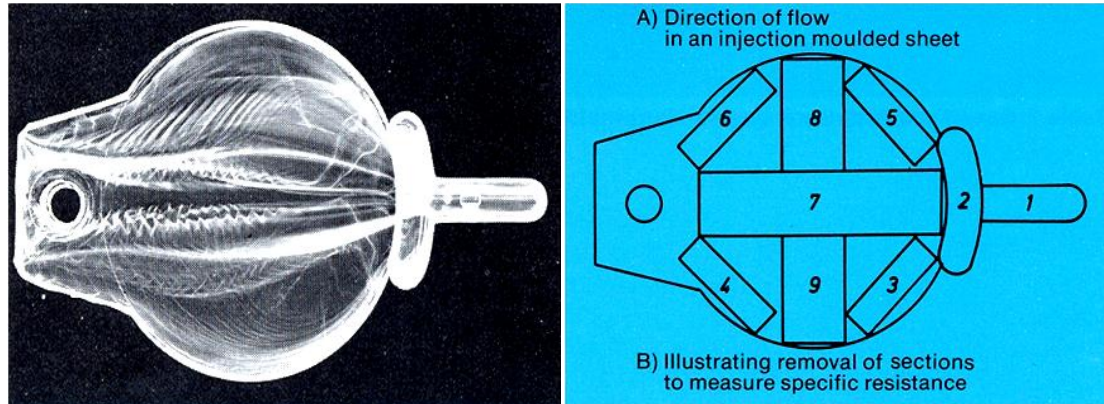 A) Direction of flow
in an injection moulded sheet
6
8
5
7
2
1
4
9
3
B) Illustrating removal of sections
to measure specific resistance